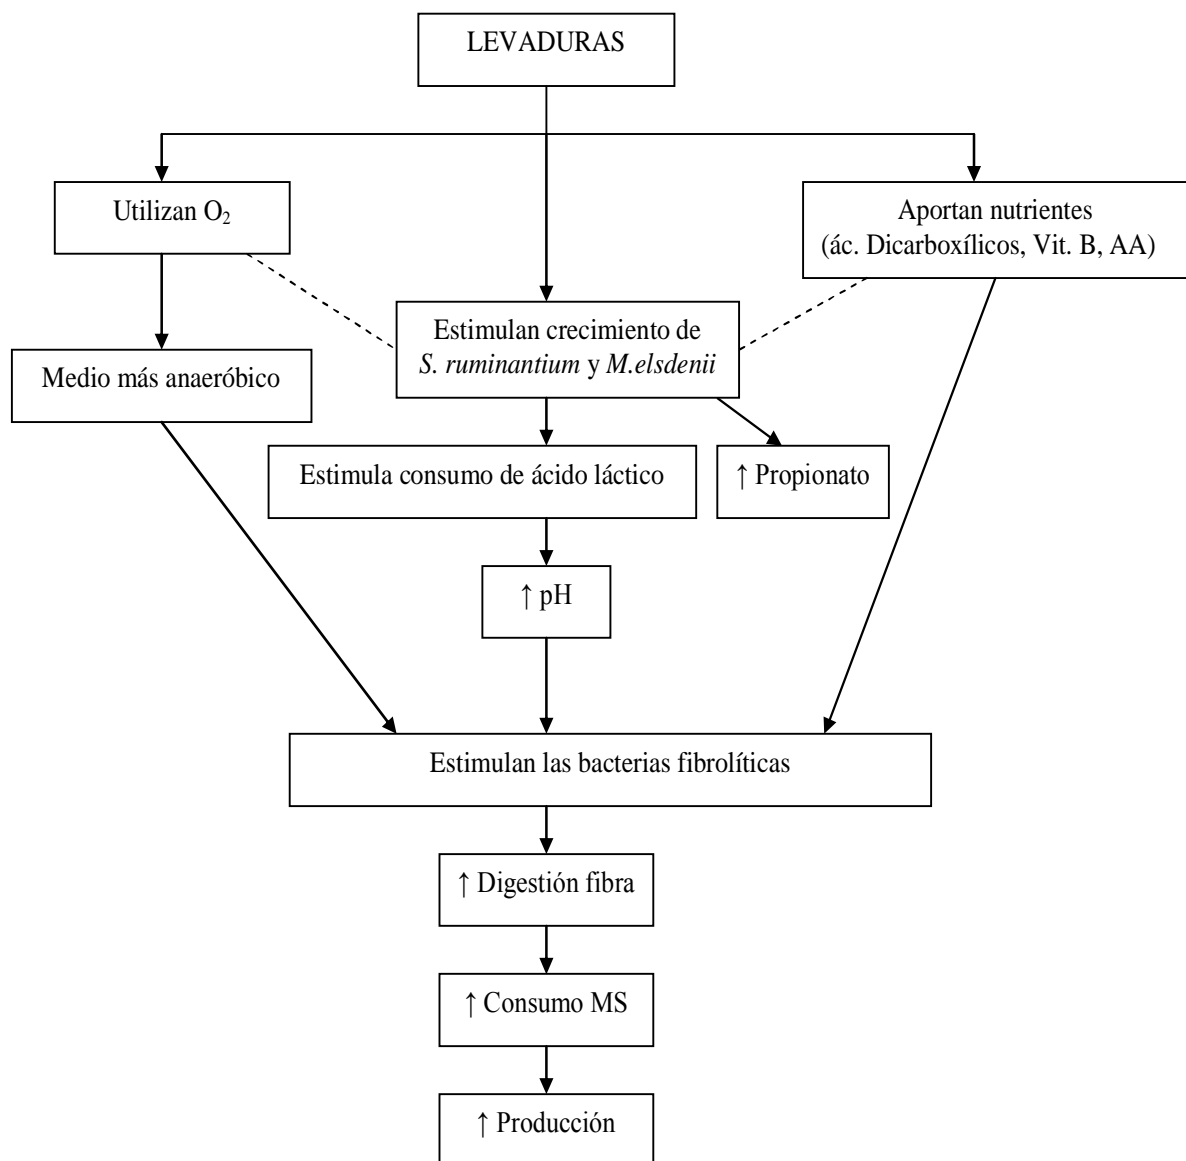 LEVADURAS
Utilizan O₂
Aportan nutrientes
(ác. Dicarboxílicos, Vit. B, AA)
Estimulan crecimiento de
S. ruminantium y M.elsdenii
Medio más anaeróbico
Estimula consumo de ácido láctico
↑ Propionato
↑ pH
Estimulan las bacterias fibrolíticas
↑ Digestión fibra
↑ Consumo MS
↑ Producción